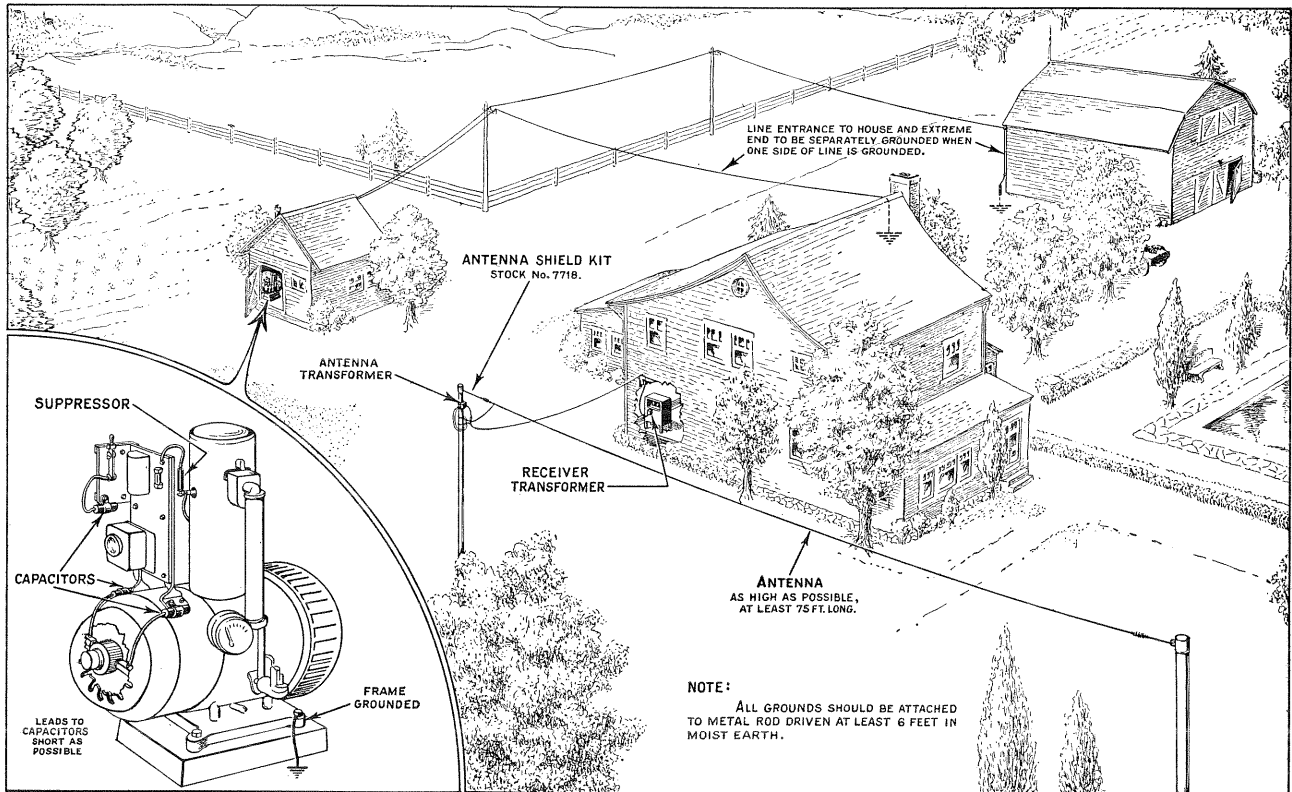 LINE ENTRANCE TO HOUSE AND EXTREME
END TO BE SEPARATELY GROUNDED WHEN
ONE SIDE OF LINE IS GROUNDED.
ANTENNA SHIELD KIT
STOCK No. 7718.
ANTENNA
TRANSFORMER
SUPPRESSOR
RECEIVER
TRANSFORMER
CAPACITORS
ANTENNA
AS HIGH AS POSSIBLE,
AT LEAST 75 FT. LONG.
FRAME
GROUNDED
LEADS TO
CAPACITORS
SHORT AS
POSSIBLE
NOTE:
ALL GROUNDS SHOULD BE ATTACHED
TO METAL ROD DRIVEN AT LEAST 6 FEET IN
MOIST EARTH.